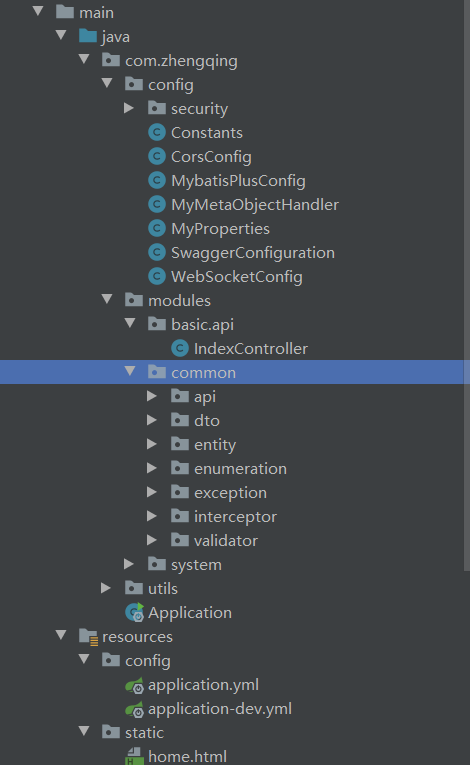 main
java
com.zhengqing
config
security
Constants
CorsConfig
MybatisPlusConfig
MyMetaObjectHandler
MyProperties
SwaggerConfiguration
WebSocketConfig
modules
basic.api
IndexController
common
api
dto
entity
enumeration
exception
interceptor
validator
system
utils
Application
resources
config
application.yml
application-dev.yml
static
home.html